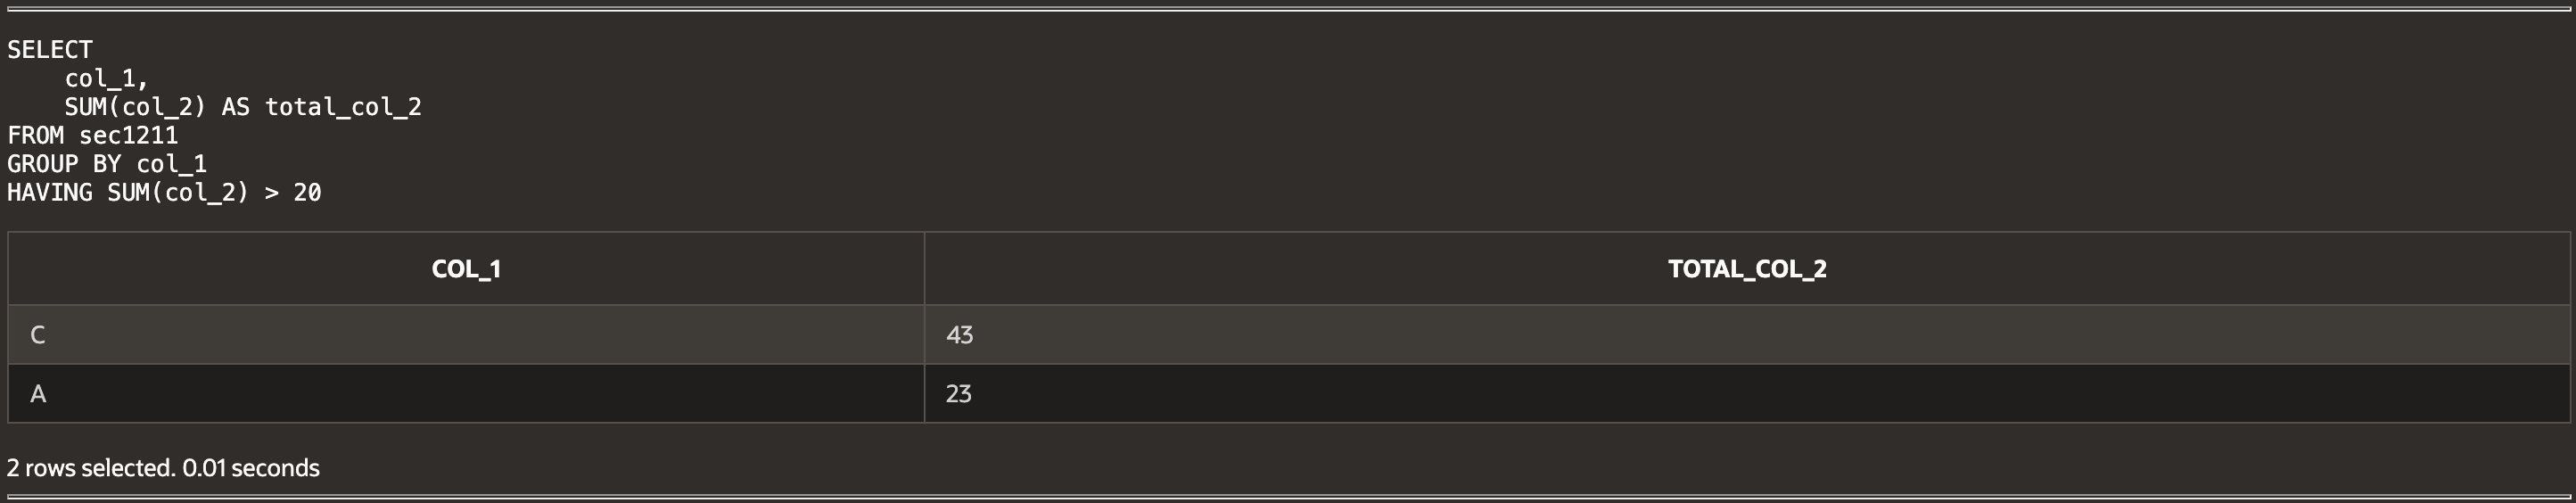 SELECT
    col_1,
    SUM(col_2) AS total_col_2
FROM sec1211
GROUP BY col_1
HAVING SUM(col_2) > 20
COL_1 TOTAL_COL_2
C 43
A 23
2 rows selected. 0.01 seconds